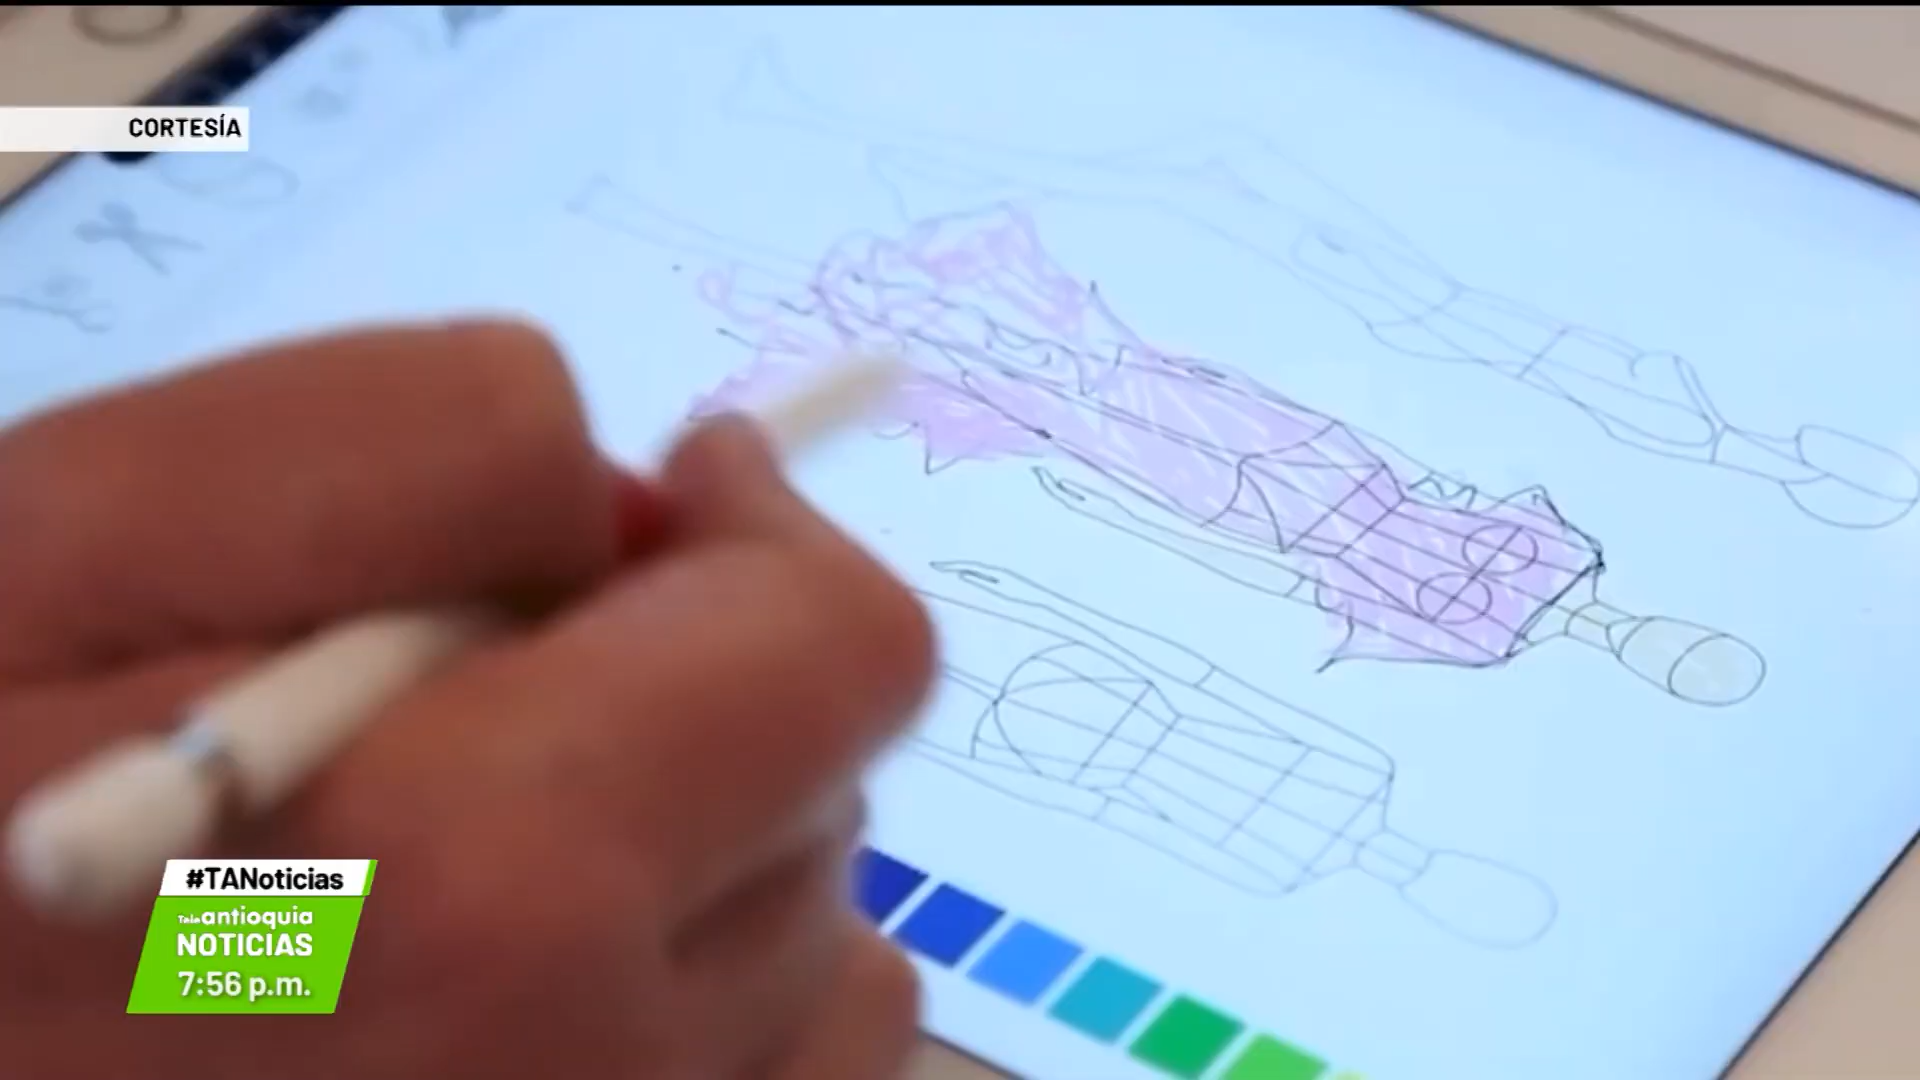 CORTESÍA
#TANoticias
Teleantioquia
NOTICIAS
7:56 p.m.